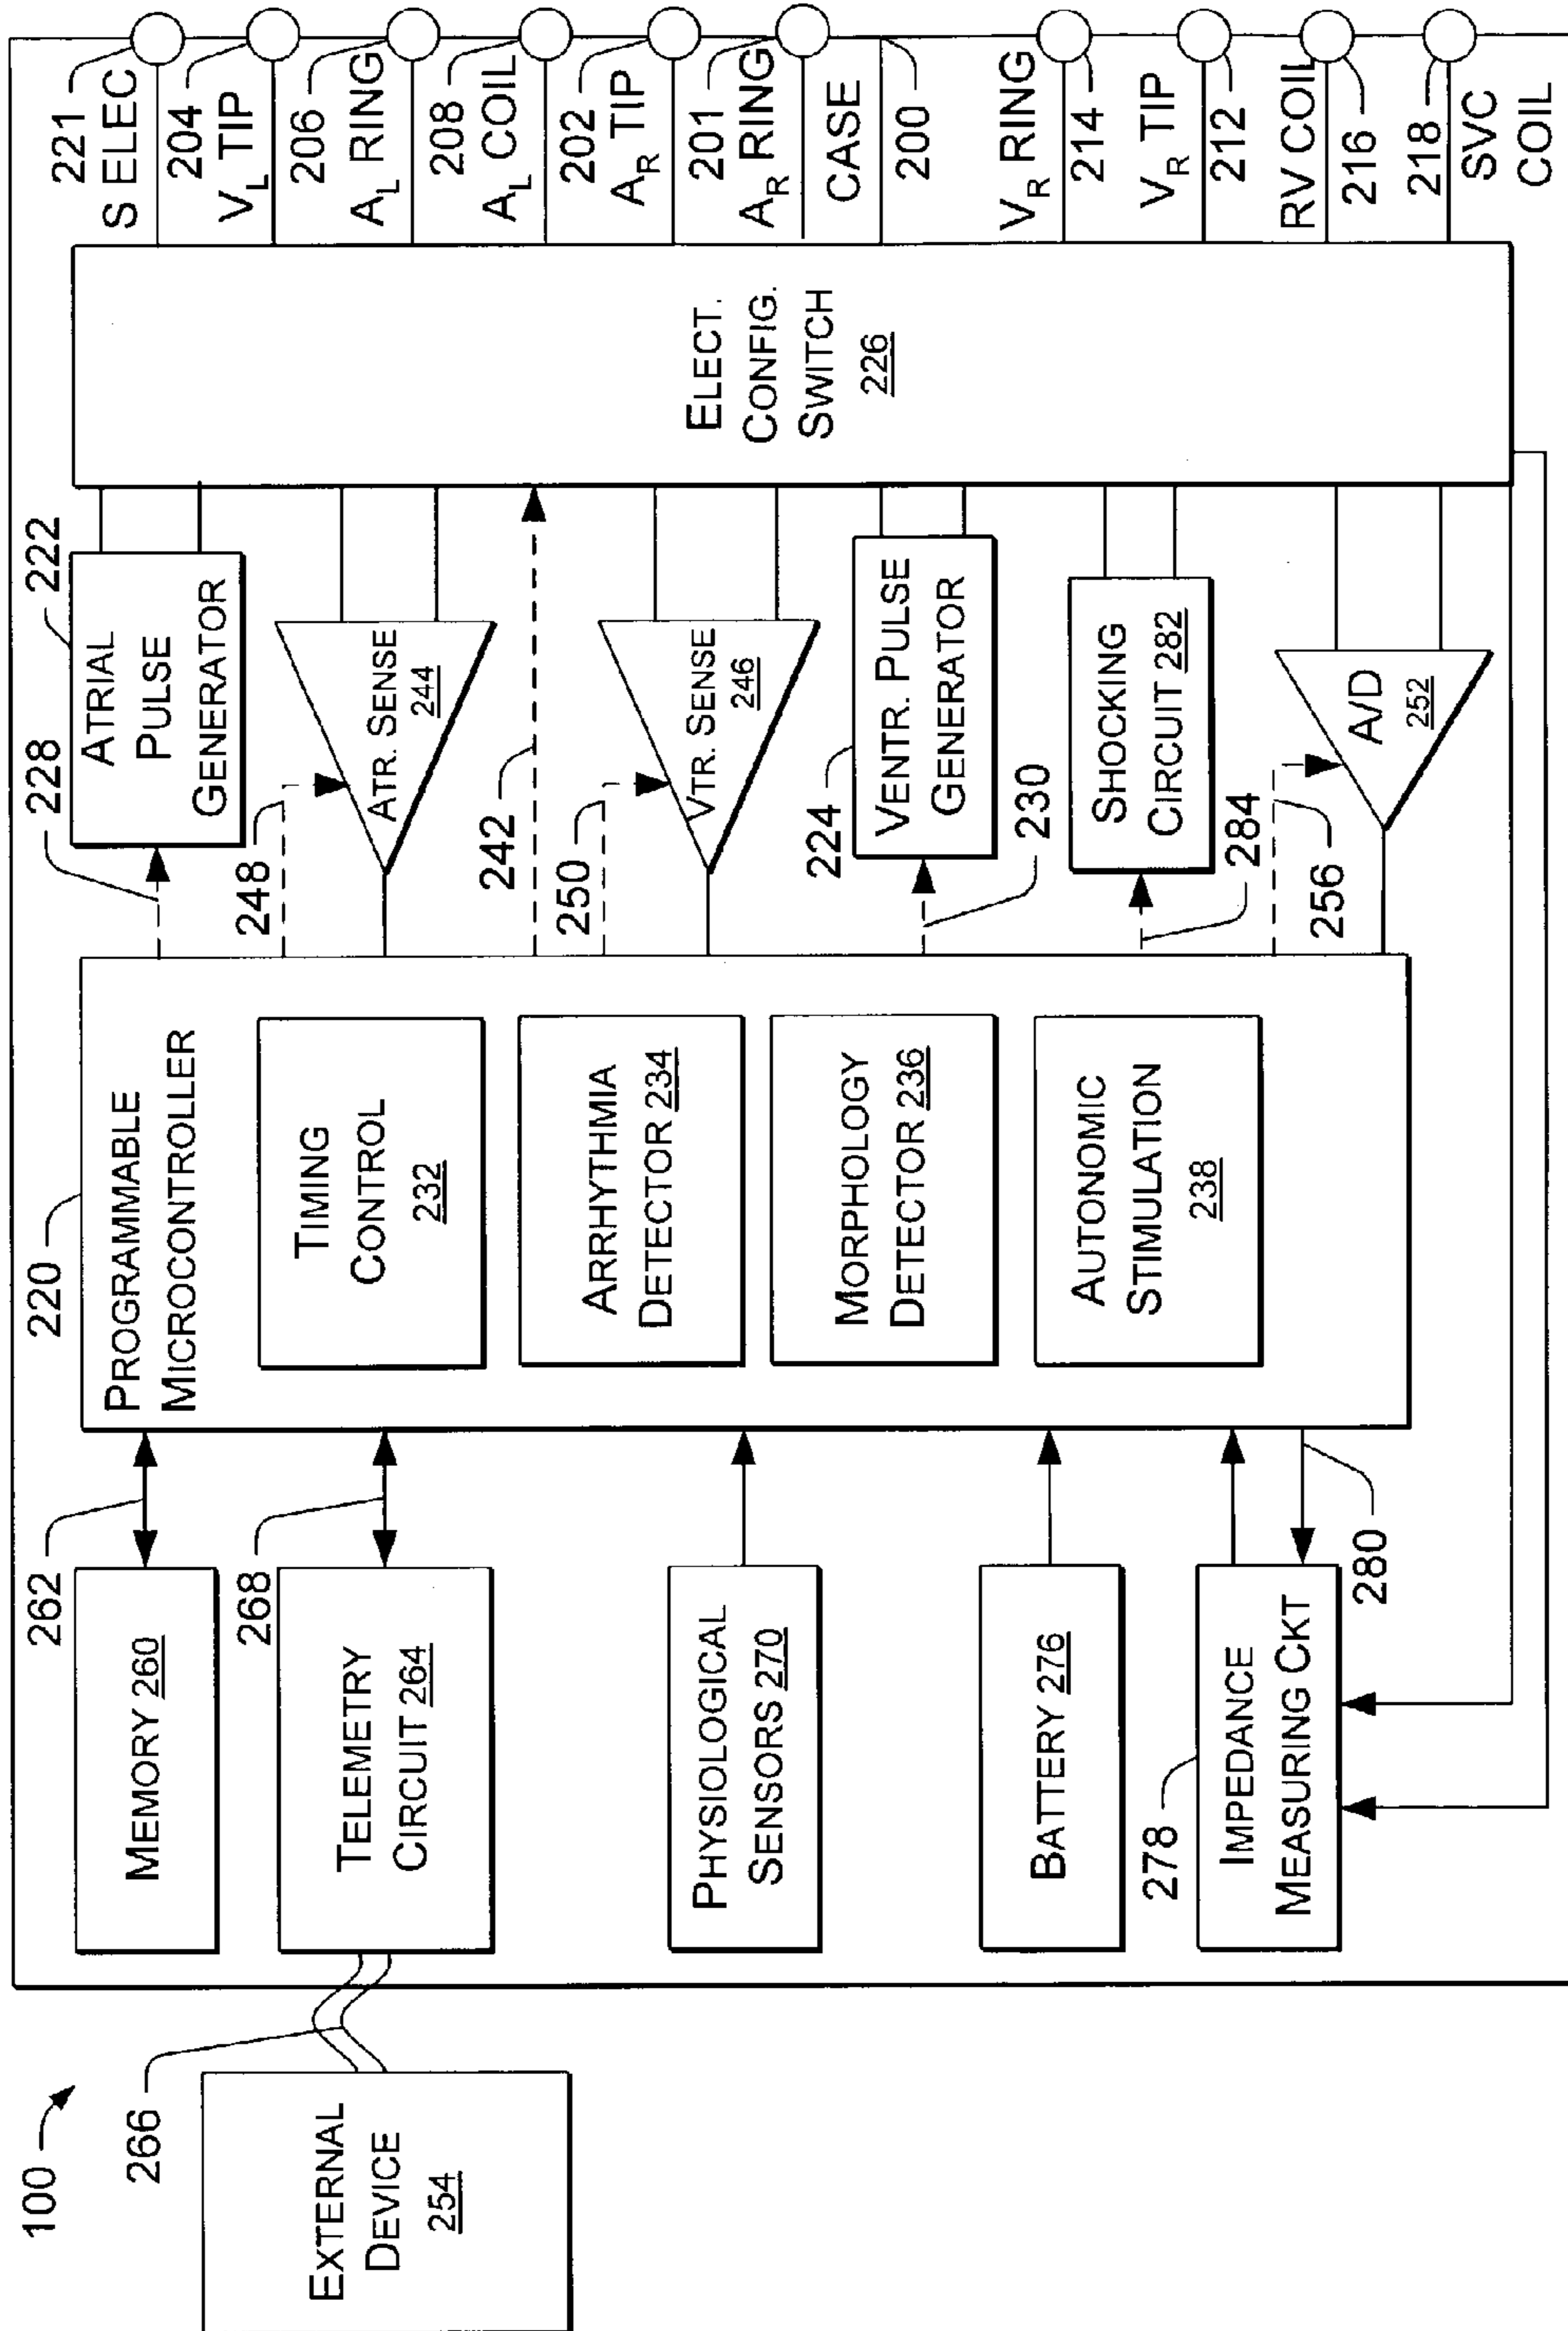 100
EXTERNAL
DEVICE
254
266
262
MEMORY 260
268
TELEMETRY
CIRCUIT 264
PHYSIOLOGICAL
SENSORS 270
BATTERY 276
278
IMPEDANCE
MEASURING CKT
280
220
PROGRAMMABLE
MICROCONTROLLER
TIMING
CONTROL
232
ARRHYTHMIA
DETECTOR 234
MORPHOLOGY
DETECTOR 236
AUTONOMIC
STIMULATION
238
228
222
ATRIAL
PULSE
GENERATOR
248
ATR. SENSE
244
242
250
VTR. SENSE
246
224
VENTR. PULSE
GENERATOR
230
SHOCKING
CIRCUIT 282
284
256
A/D
252
ELECT.
CONFIG.
SWITCH
226
221
S ELEC
204
VL TIP
206
AL RING
208
AL COIL
202
AR TIP
201
AR RING
CASE
200
VR RING
214
VR TIP
212
RV COIL
216
218
SVC
COIL